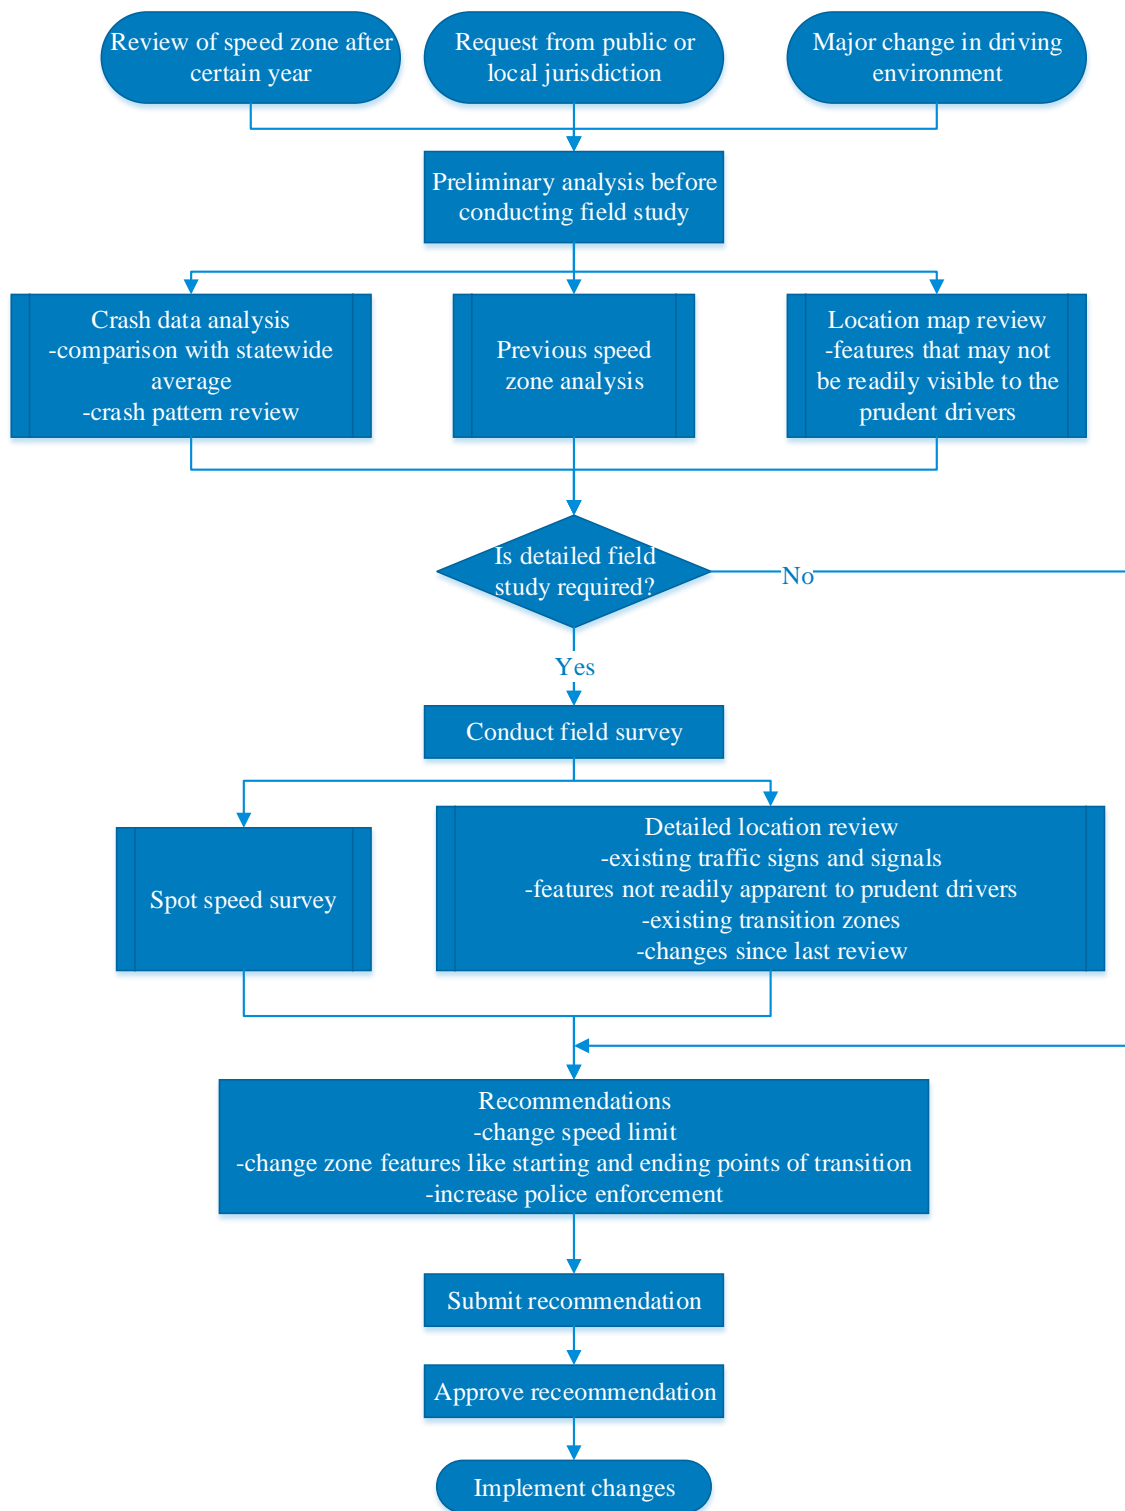 Review of speed zone after
certain year
Request from public or
local jurisdiction
Major change in driving
environment
Preliminary analysis before
conducting field study
Crash data analysis
-comparison with statewide
average
-crash pattern review
Previous speed
zone analysis
Location map review
-features that may not
be readily visible to the
prudent drivers
Is detailed field
study required?
No
Yes
Conduct field survey
Spot speed survey
Detailed location review
-existing traffic signs and signals
-features not readily apparent to prudent drivers
-existing transition zones
-changes since last review
Recommendations
-change speed limit
-change zone features like starting and ending points of transition
-increase police enforcement
Submit recommendation
Approve receommendation
Implement changes